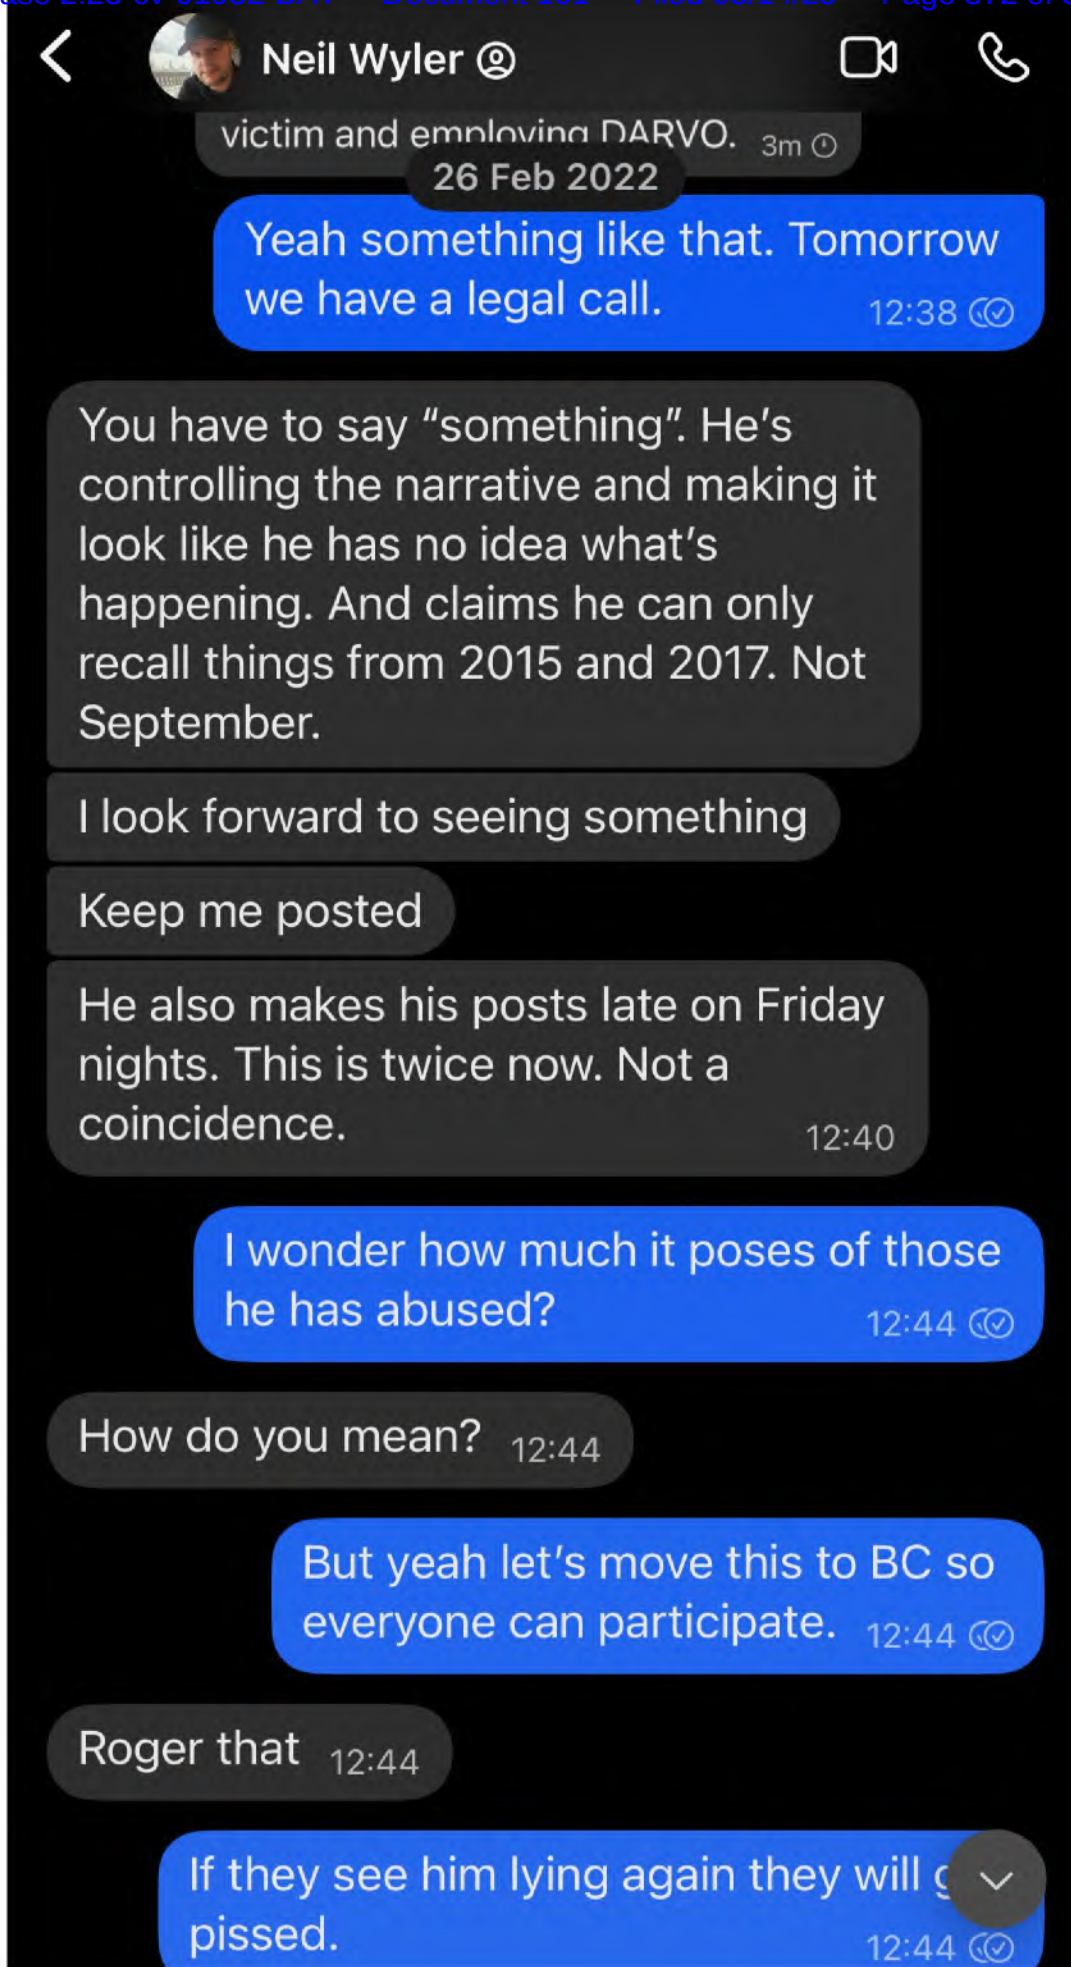 Neil Wyler
victim and employing DARVO. 3m
26 Feb 2022
Yeah something like that. Tomorrow
we have a legal call. 12:38
You have to say “something”. He’s
controlling the narrative and making it
look like he has no idea what’s
happening. And claims he can only
recall things from 2015 and 2017. Not
September.
I look forward to seeing something
Keep me posted
He also makes his posts late on Friday
nights. This is twice now. Not a
coincidence. 12:40
I wonder how much it poses of those
he has abused? 12:44
How do you mean? 12:44
But yeah let’s move this to BC so
everyone can participate. 12:44
Roger that 12:44
If they see him lying again they will
pissed. 12:44